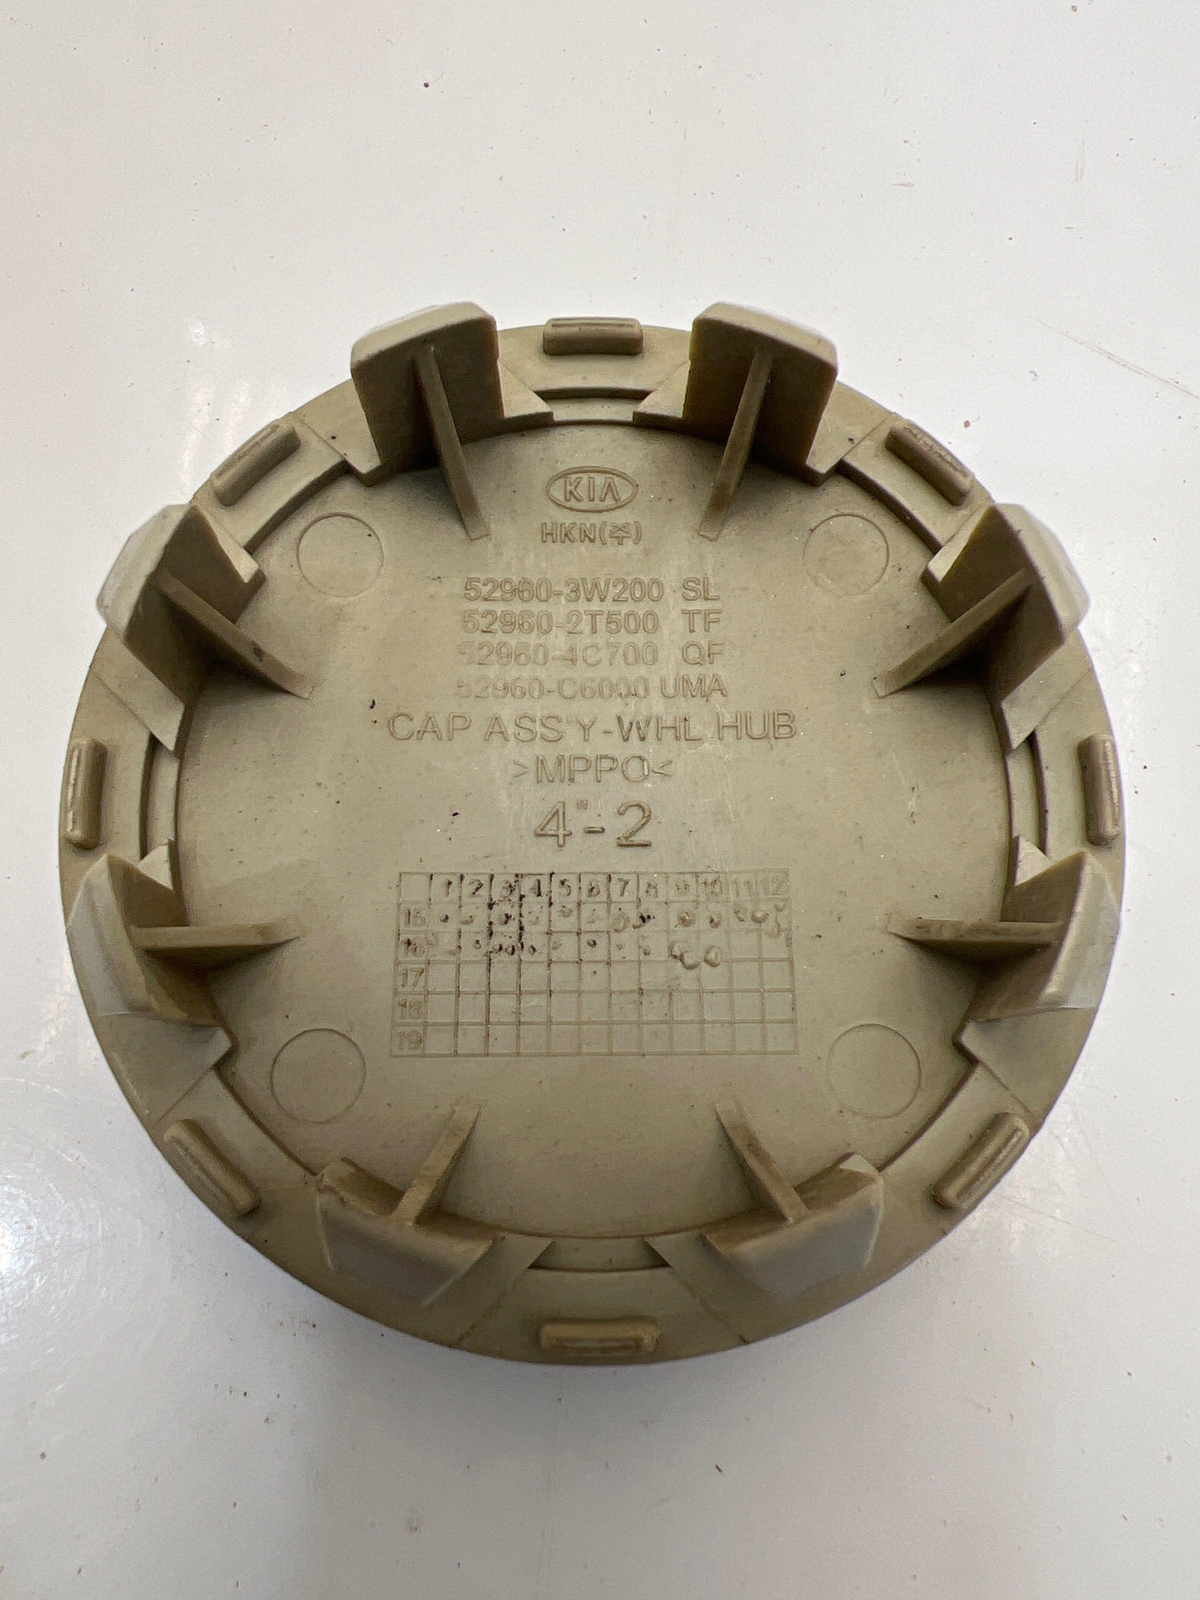 KIA
HKN(주)
52960-3W200 SL
52960-2T500 TF
52960-4C700 QF
52960-C6000 UMA
CAP ASS'Y-WHL HUB
>MPPO<
4-2
1 2 3 4 5 6 7 8 9 10 11 12
15
16
17
18
19